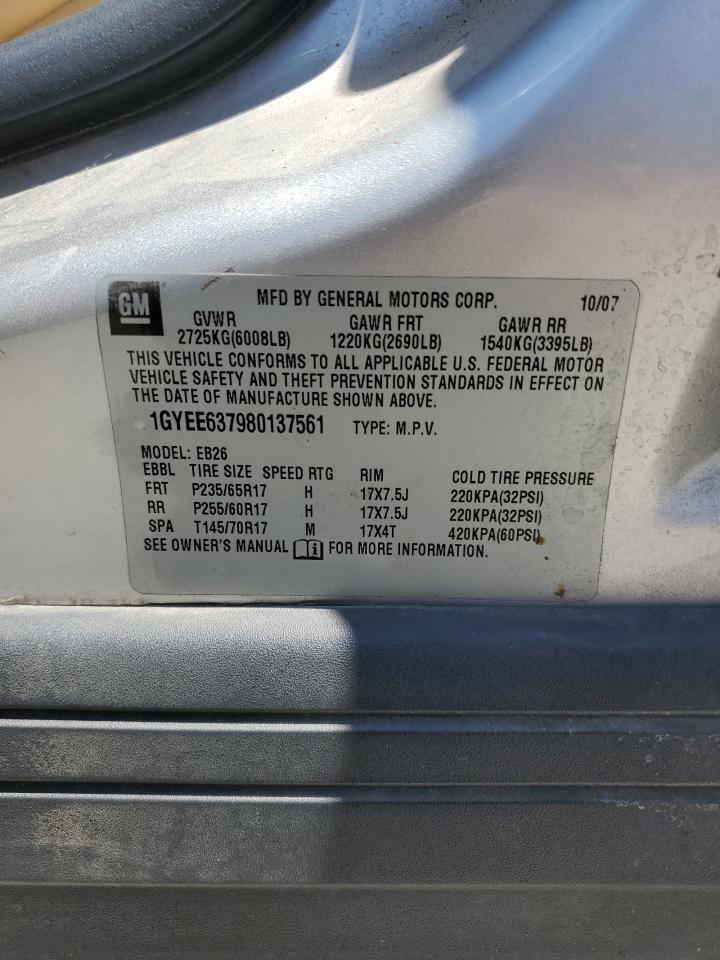 GM
MFD BY GENERAL MOTORS CORP. 10/07
GVWR GAWR FRT GAWR RR
2725KG(6008LB) 1220KG(2690LB) 1540KG(3395LB)
THIS VEHICLE CONFORMS TO ALL APPLICABLE U.S. FEDERAL MOTOR
VEHICLE SAFETY AND THEFT PREVENTION STANDARDS IN EFFECT ON
THE DATE OF MANUFACTURE SHOWN ABOVE.
1GYEE637980137561 TYPE: M.P.V.
MODEL: EB26
EBBL TIRE SIZE SPEED RTG RIM COLD TIRE PRESSURE
FRT P235/65R17 H 17X7.5J 220KPA(32PSI)
RR P255/60R17 H 17X7.5J 220KPA(32PSI)
SPA T145/70R17 M 17X4T 420KPA(60PSI)
SEE OWNER'S MANUAL i FOR MORE INFORMATION.